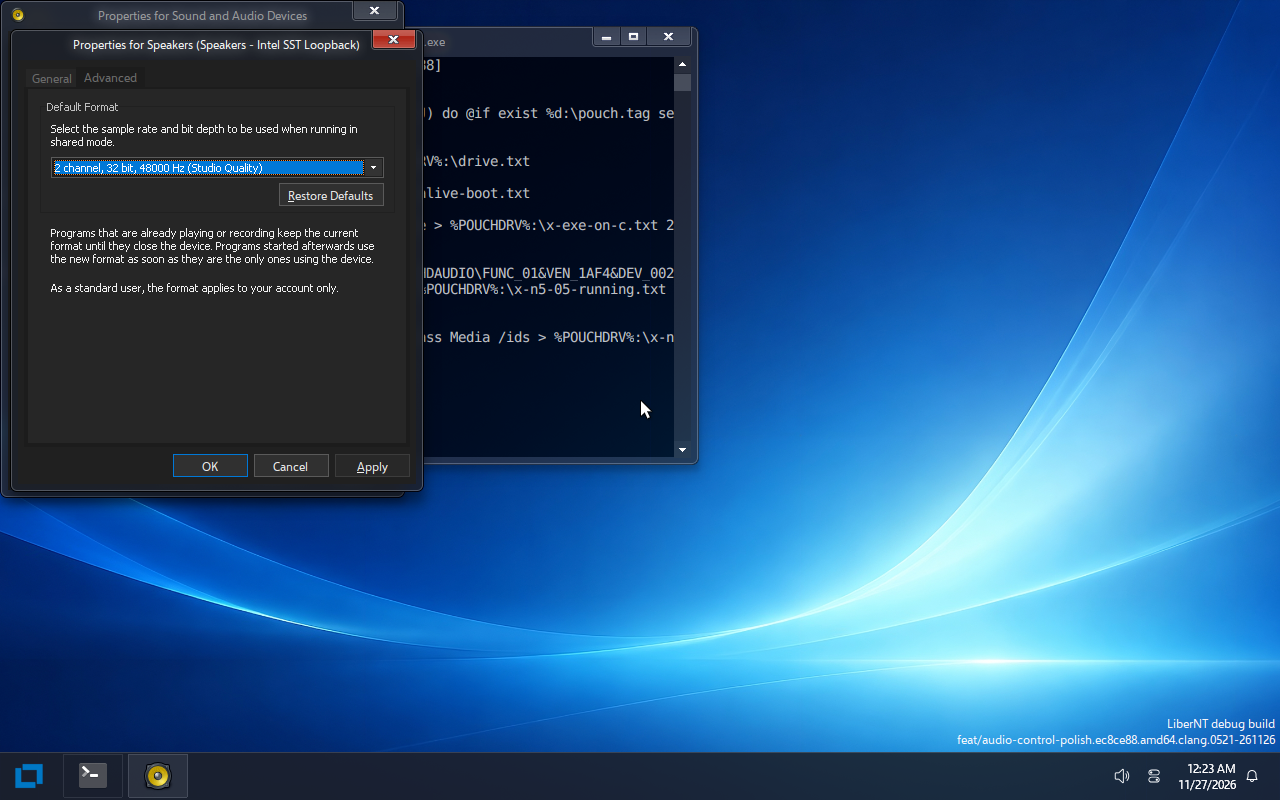 Properties for Sound and Audio Devices
Properties for Speakers (Speakers - Intel SST Loopback)
General
Advanced
Default Format
Select the sample rate and bit depth to be used when running in
shared mode.
2 channel, 32 bit, 48000 Hz (Studio Quality)
Restore Defaults
Programs that are already playing or recording keep the current
format until they close the device. Programs started afterwards use
the new format as soon as they are the only ones using the device.
As a standard user, the format applies to your account only.
OK
Cancel
Apply
.exe
88]
) do @if exist %d:\pouch.tag se
V%:\drive.txt
live-boot.txt
> %POUCHDRV%:\x-exe-on-c.txt 2
HDAUDIO\FUNC_01&VEN_1AF4&DEV_002
%POUCHDRV%:\x-n5-05-running.txt
ass Media /ids > %POUCHDRV%:\x-n
LiberNT debug build
feat/audio-control-polish.ec8ce88.amd64.clang.0521-261126
12:23 AM
11/27/2026